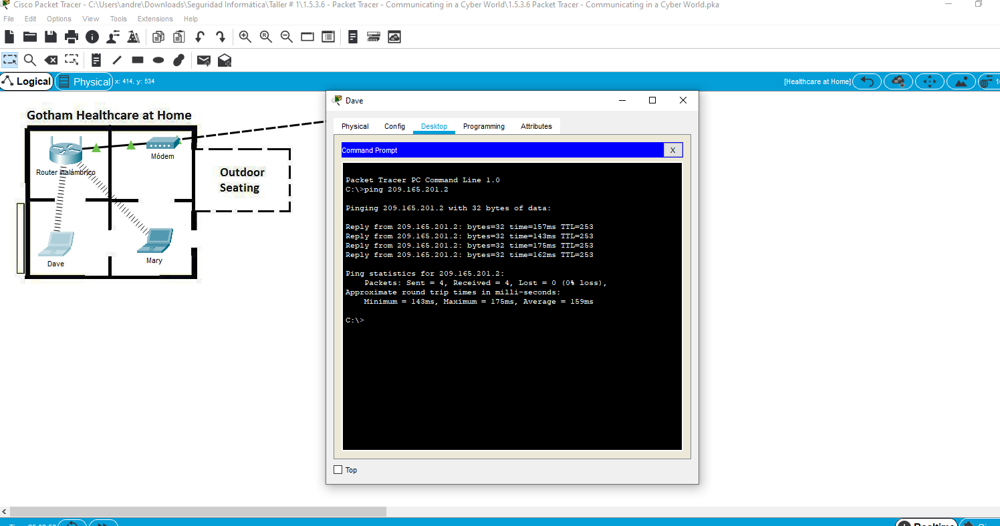 Cisco Packet Tracer - C:\Users\andre\Downloads\Seguridad Informática\Taller # 1\1.5.3.6 - Packet Tracer - Communicating in a Cyber World\1.5.3.6 Packet Tracer - Communicating in a Cyber World.pka
File Edit Options View Tools Extensions Help
Logical Physical x: 414, y: 534 [Healthcare at Home]
Gotham Healthcare at Home
Router inalámbrico
Módem
Outdoor
Seating
Dave
Mary
Dave
Physical Config Desktop Programming Attributes
Command Prompt X
Packet Tracer PC Command Line 1.0
C:\>ping 209.165.201.2
Pinging 209.165.201.2 with 32 bytes of data:
Reply from 209.165.201.2: bytes=32 time=157ms TTL=253
Reply from 209.165.201.2: bytes=32 time=143ms TTL=253
Reply from 209.165.201.2: bytes=32 time=175ms TTL=253
Reply from 209.165.201.2: bytes=32 time=162ms TTL=253
Ping statistics for 209.165.201.2:
Packets: Sent = 4, Received = 4, Lost = 0 (0% loss),
Approximate round trip times in milli-seconds:
Minimum = 143ms, Maximum = 175ms, Average = 159ms
C:\>
Top
Realtime